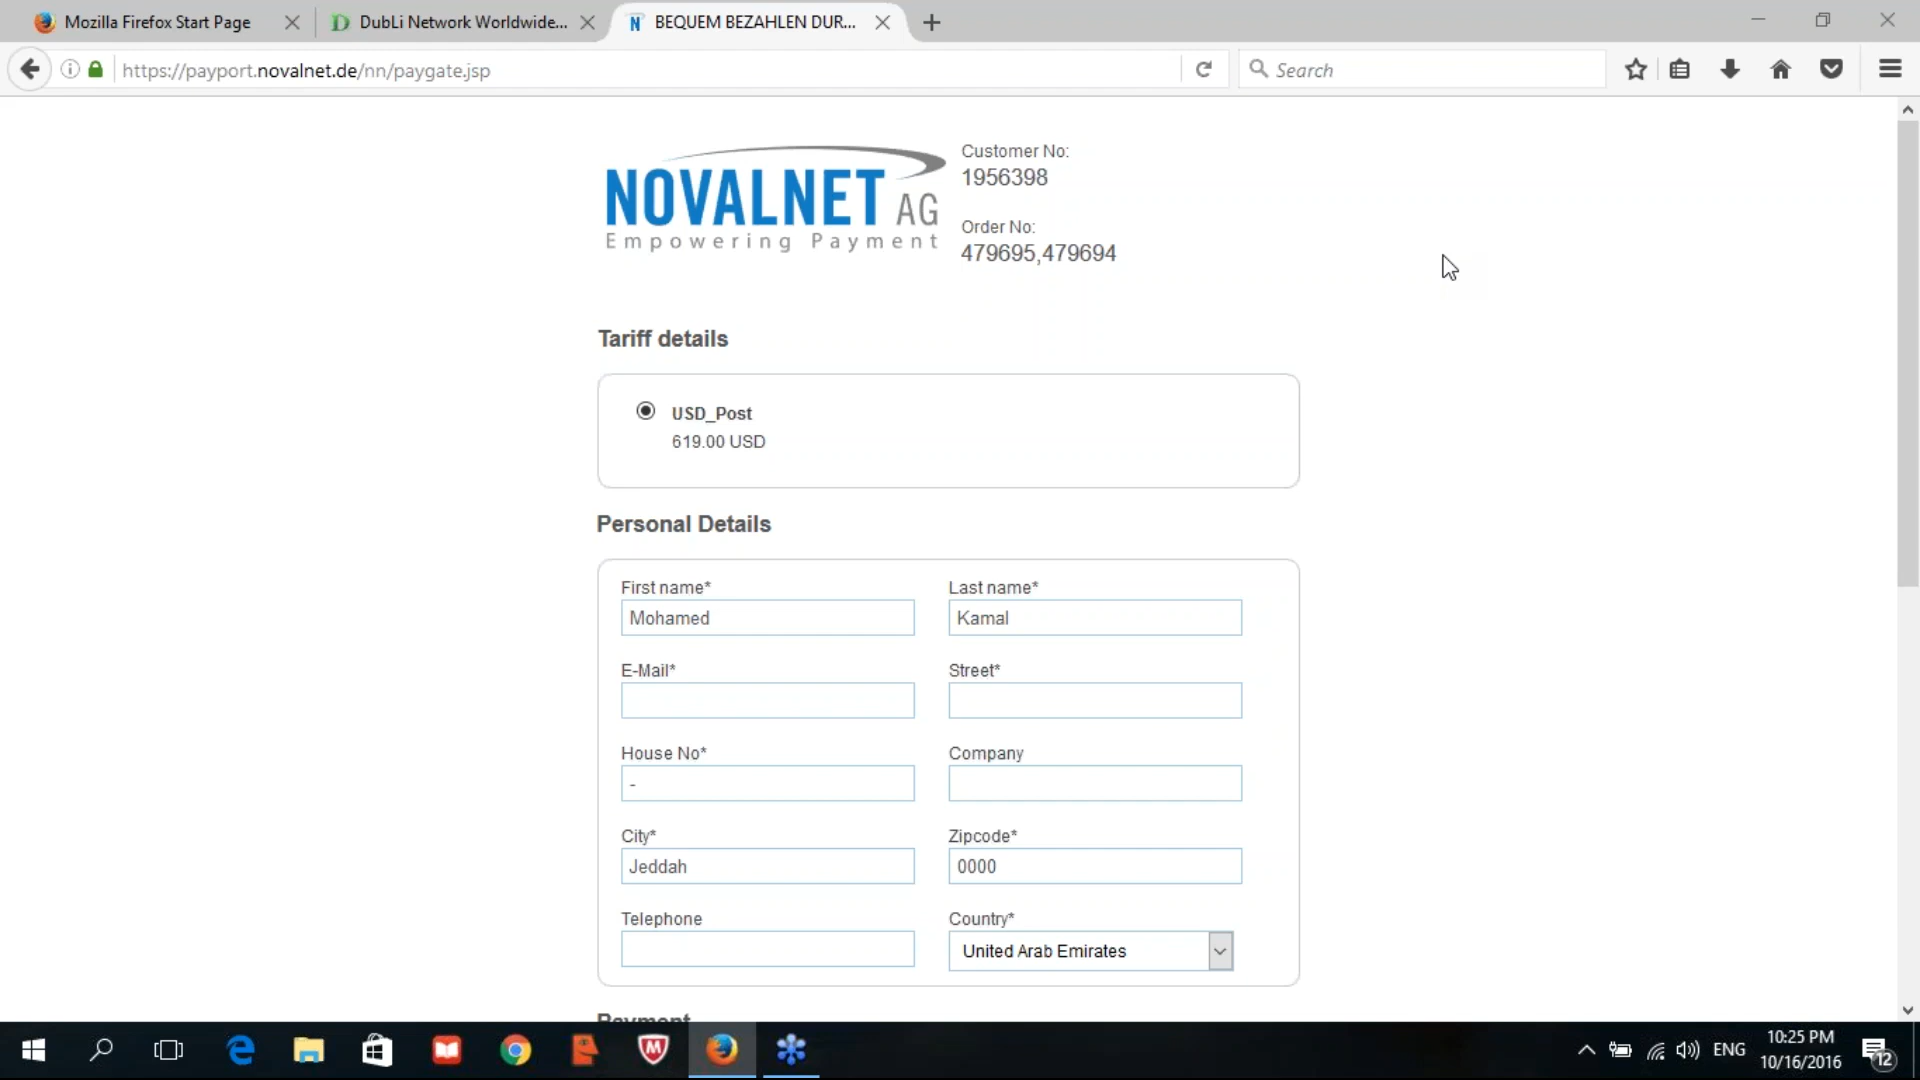 Mozilla Firefox Start Page
DubLi Network Worldwide...
BEQUEM BEZAHLEN DUR...
https://payport.novalnet.de/nn/paygate.jsp
Search
NOVALNET AG
Empowering Payment
Customer No:
1956398
Order No:
479695,479694
Tariff details
USD_Post
619.00 USD
Personal Details
First name*
Last name*
Mohamed
Kamal
E-Mail*
Street*
House No*
Company
-
City*
Zipcode*
Jeddah
0000
Telephone
Country*
United Arab Emirates
Payment
ENG
10:25 PM
10/16/2016
12